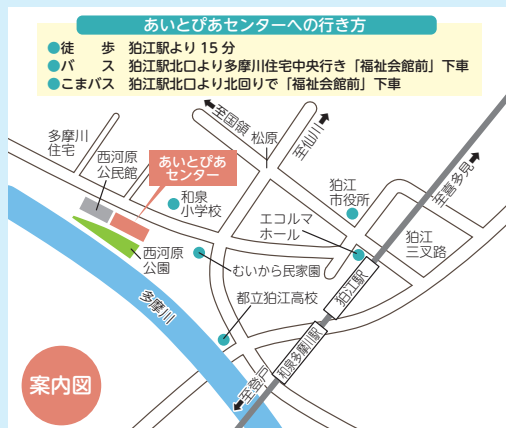 あいとぴあセンターへの行き方
●徒　歩　狛江駅より15分
●バ　ス　狛江駅北口より多摩川住宅中央行き「福祉会館前」下車
●こまバス　狛江駅北口より北回りで「福祉会館前」下車
至国領
松原
至仙川
多摩川
住宅
西河原
公民館
あいとぴあ
センター
和泉
小学校
狛江
市役所
至喜多見
エコルマ
ホール
狛江
三叉路
西河原
公園
むいから民家園
狛江駅
多摩川
都立狛江高校
和泉多摩川駅
至登戸
案内図